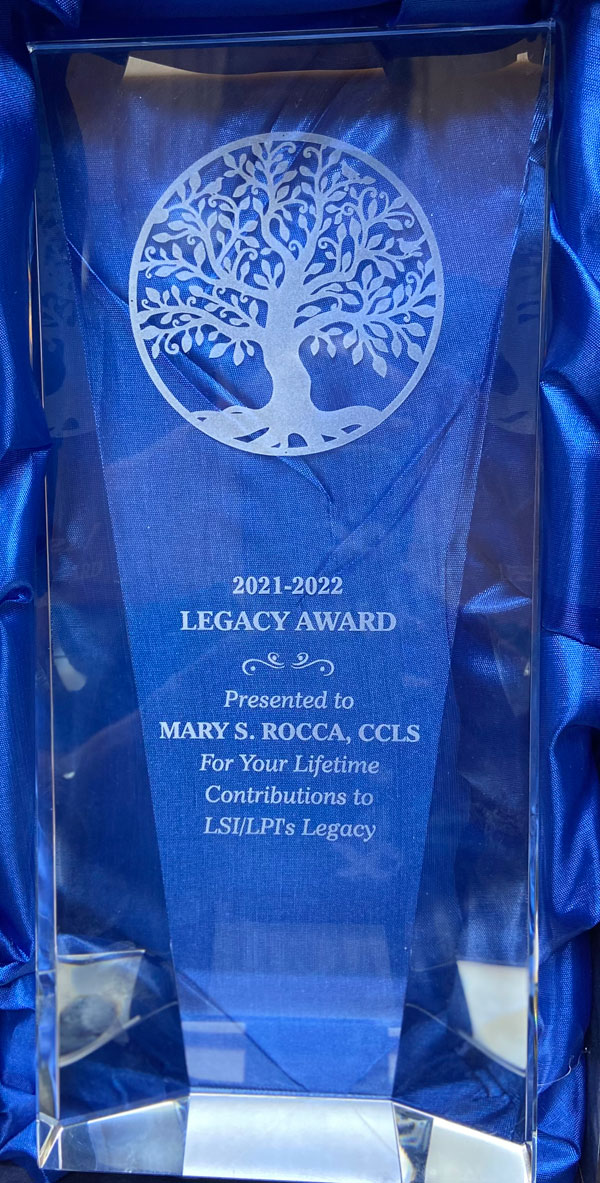 2021-2022
LEGACY AWARD
Presented to
MARY S. ROCCA, CCLS
For Your Lifetime
Contributions to
LSI/LPI's Legacy